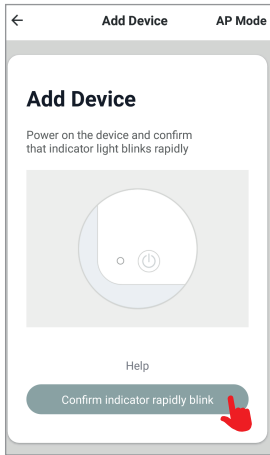 Add Device
AP Mode
Add Device
Power on the device and confirm
that indicator light blinks rapidly
Help
Confirm indicator rapidly blink